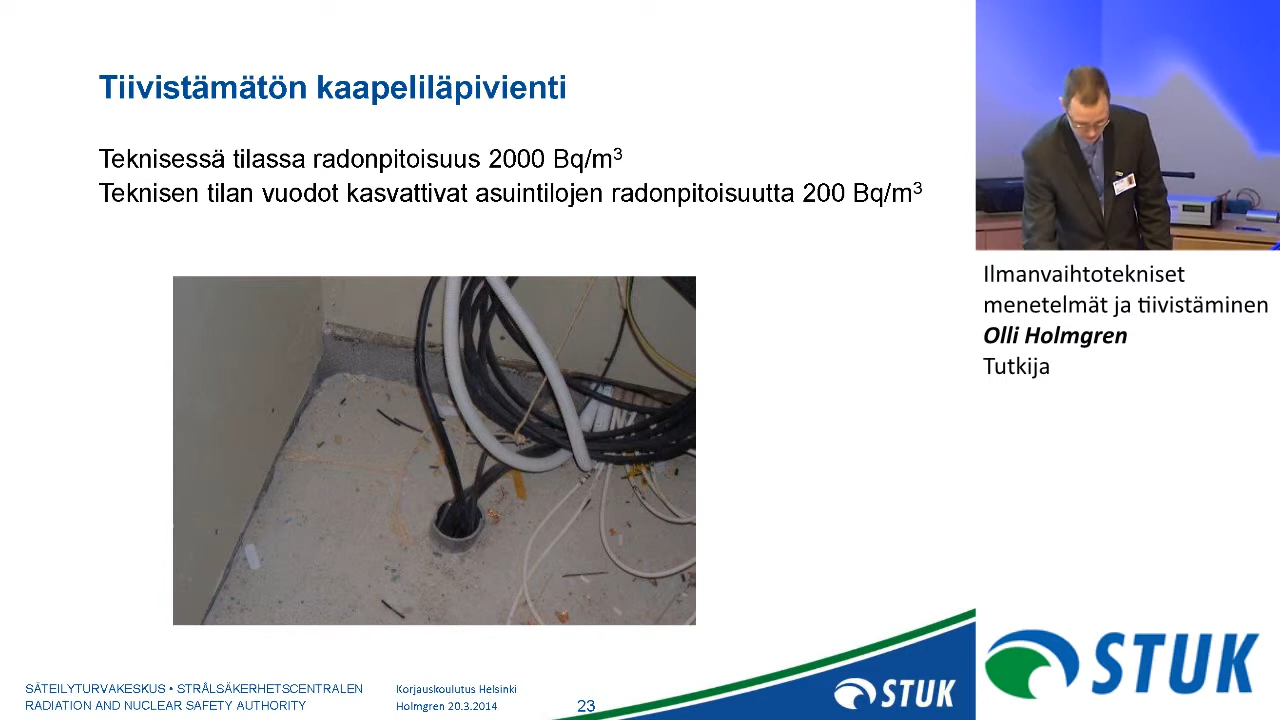 Tiivistämätön kaapeliläpivienti
Teknisessä tilassa radonpitoisuus 2000 Bq/m³
Teknisen tilan vuodot kasvattivat asuintilojen radonpitoisuutta 200 Bq/m³
Ilmanvaihtotekniset
menetelmät ja tiivistäminen
Olli Holmgren
Tutkija
SÄTEILYTURVAKESKUS • STRÅLSÄKERHETSCENTRALEN
RADIATION AND NUCLEAR SAFETY AUTHORITY
Korjauskoulutus Helsinki
Holmgren 20.3.2014
23
STUK
STUK